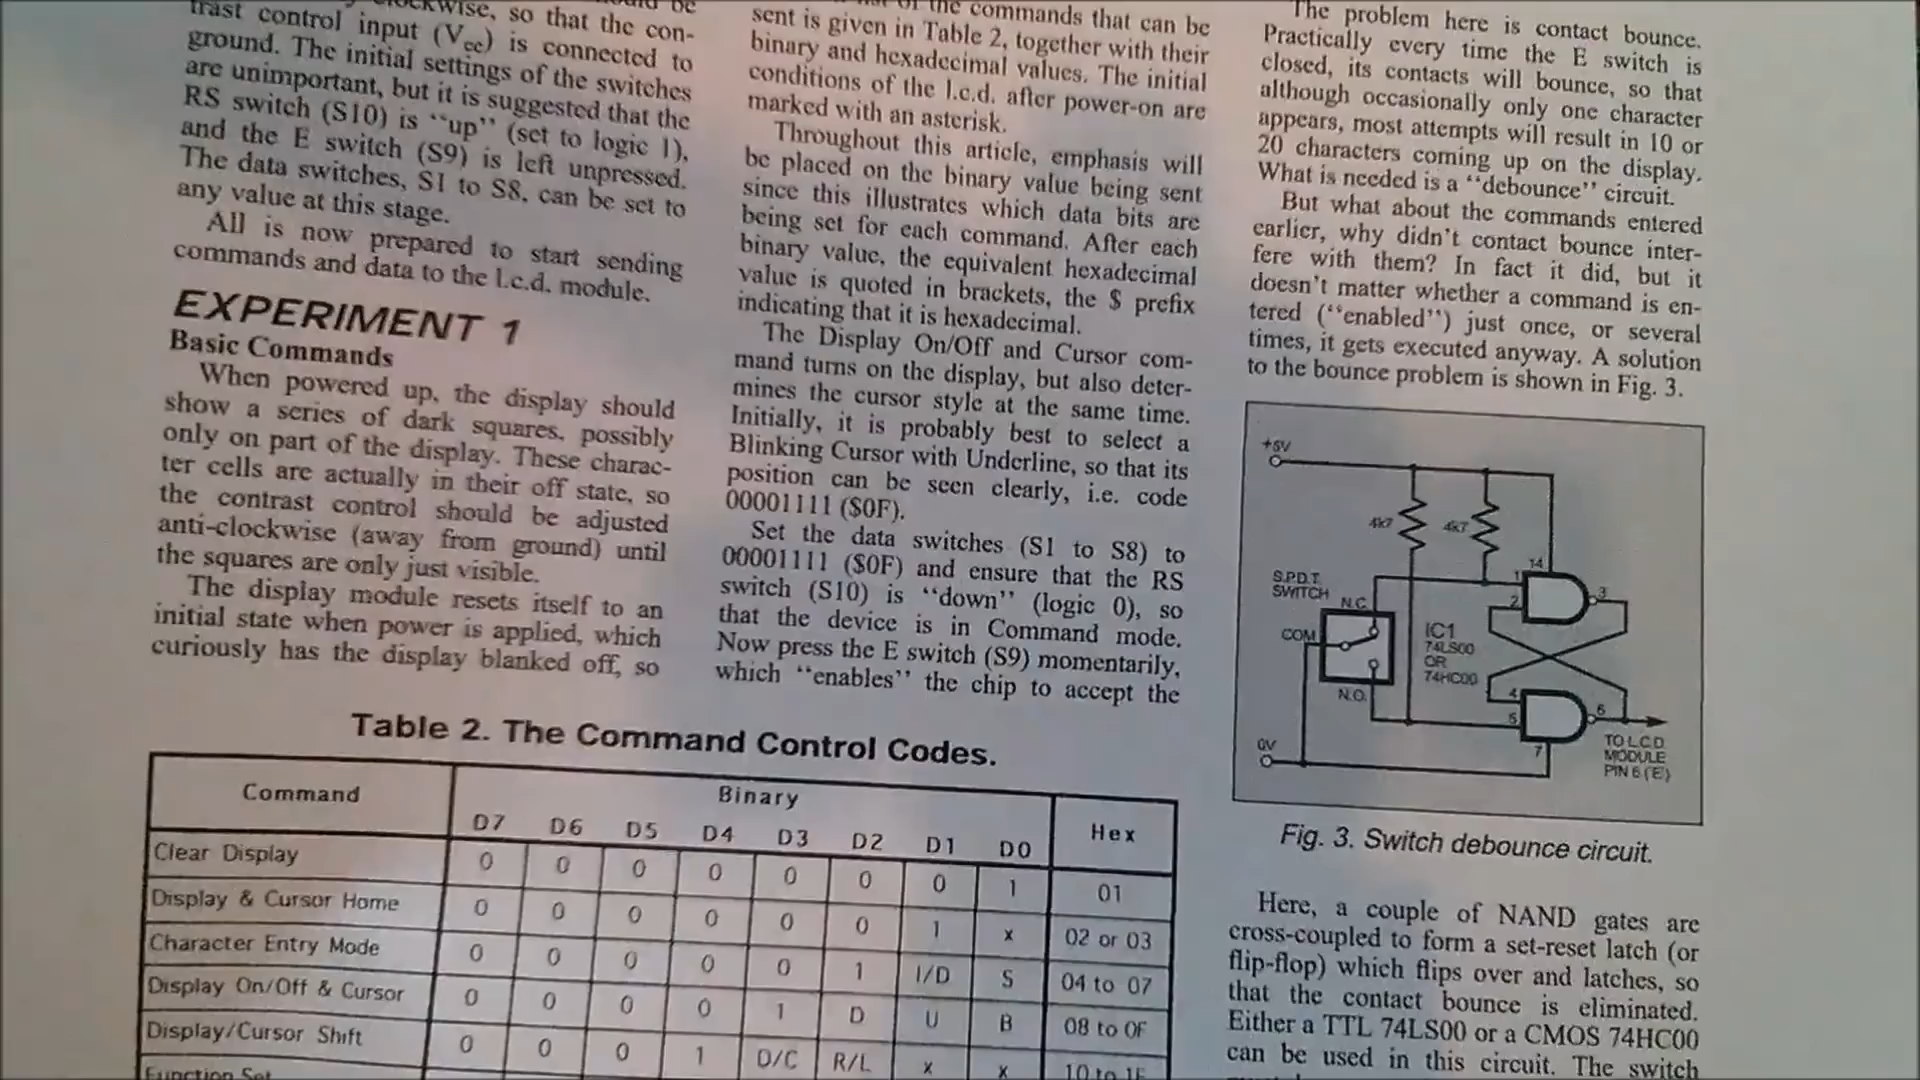 trast control input (Vee) is connected to
ground. The initial settings of the switches
are unimportant, but it is suggested that the
RS switch (S10) is “up” (set to logic 1),
and the E switch (S9) is left unpressed.
The data switches, S1 to S8, can be set to
any value at this stage.
All is now prepared to start sending
commands and data to the l.c.d. module.
EXPERIMENT 1
Basic Commands
When powered up, the display should
show a series of dark squares, possibly
only on part of the display. These charac-
ter cells are actually in their off state, so
the contrast control should be adjusted
anti-clockwise (away from ground) until
the squares are only just visible.
The display module resets itself to an
initial state when power is applied, which
curiously has the display blanked off, so
the commands that can be
sent is given in Table 2, together with their
binary and hexadecimal values. The initial
conditions of the l.c.d. after power-on are
marked with an asterisk.
Throughout this article, emphasis will
be placed on the binary value being sent
since this illustrates which data bits are
being set for each command. After each
binary value, the equivalent hexadecimal
value is quoted in brackets, the $ prefix
indicating that it is hexadecimal.
The Display On/Off and Cursor com-
mand turns on the display, but also deter-
mines the cursor style at the same time.
Initially, it is probably best to select a
Blinking Cursor with Underline, so that its
position can be seen clearly, i.e. code
00001111 ($0F).
Set the data switches (S1 to S8) to
00001111 ($0F) and ensure that the RS
switch (S10) is “down” (logic 0), so
that the device is in Command mode.
Now press the E switch (S9) momentarily,
which “enables” the chip to accept the
The problem here is contact bounce.
Practically every time the E switch is
closed, its contacts will bounce, so that
although occasionally only one character
appears, most attempts will result in 10 or
20 characters coming up on the display.
What is needed is a “debounce” circuit.
But what about the commands entered
earlier, why didn’t contact bounce inter-
fere with them? In fact it did, but it
doesn’t matter whether a command is en-
tered (“enabled”) just once, or several
times, it gets executed anyway. A solution
to the bounce problem is shown in Fig. 3.
+5V
4k7 4k7
S.P.D.T.
SWITCH
N.C.
COM
N.O.
IC1
74LS00
OR
74HC00
14
1
2
3
4
5
6
7
0V
TO L.C.D.
MODULE
PIN 6 (E)
Fig. 3. Switch debounce circuit.
Here, a couple of NAND gates are
cross-coupled to form a set-reset latch (or
flip-flop) which flips over and latches, so
that the contact bounce is eliminated.
Either a TTL 74LS00 or a CMOS 74HC00
can be used in this circuit. The switch
Table 2. The Command Control Codes.
Command Binary Hex
D7 D6 D5 D4 D3 D2 D1 D0
Clear Display 0 0 0 0 0 0 0 1 01
Display & Cursor Home 0 0 0 0 0 0 1 x 02 or 03
Character Entry Mode 0 0 0 0 0 1 I/D S 04 to 07
Display On/Off & Cursor 0 0 0 0 1 D U B 08 to 0F
Display/Cursor Shift 0 0 0 1 D/C R/L x x 10 to 1F
Function Set